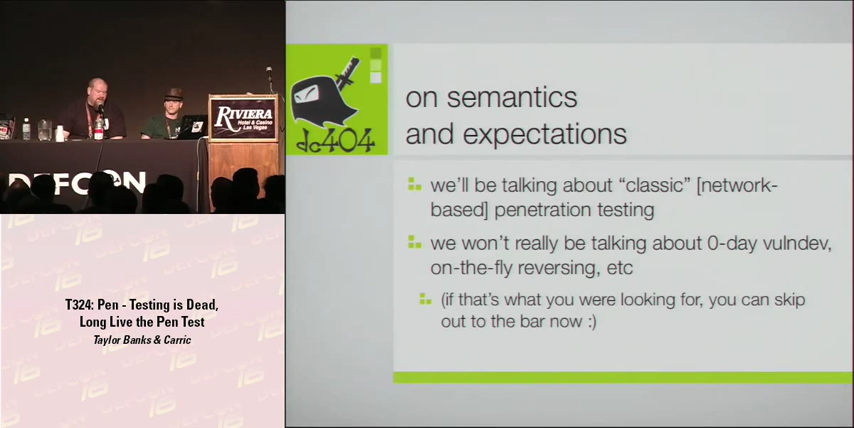 RIVIERA
Hotel & Casino
Las Vegas
DEFCON
T324: Pen - Testing is Dead,
Long Live the Pen Test
Taylor Banks & Carric
dc404
on semantics
and expectations
we'll be talking about “classic” [network-
based] penetration testing
we won't really be talking about 0-day vulndev,
on-the-fly reversing, etc
(if that's what you were looking for, you can skip
out to the bar now :)